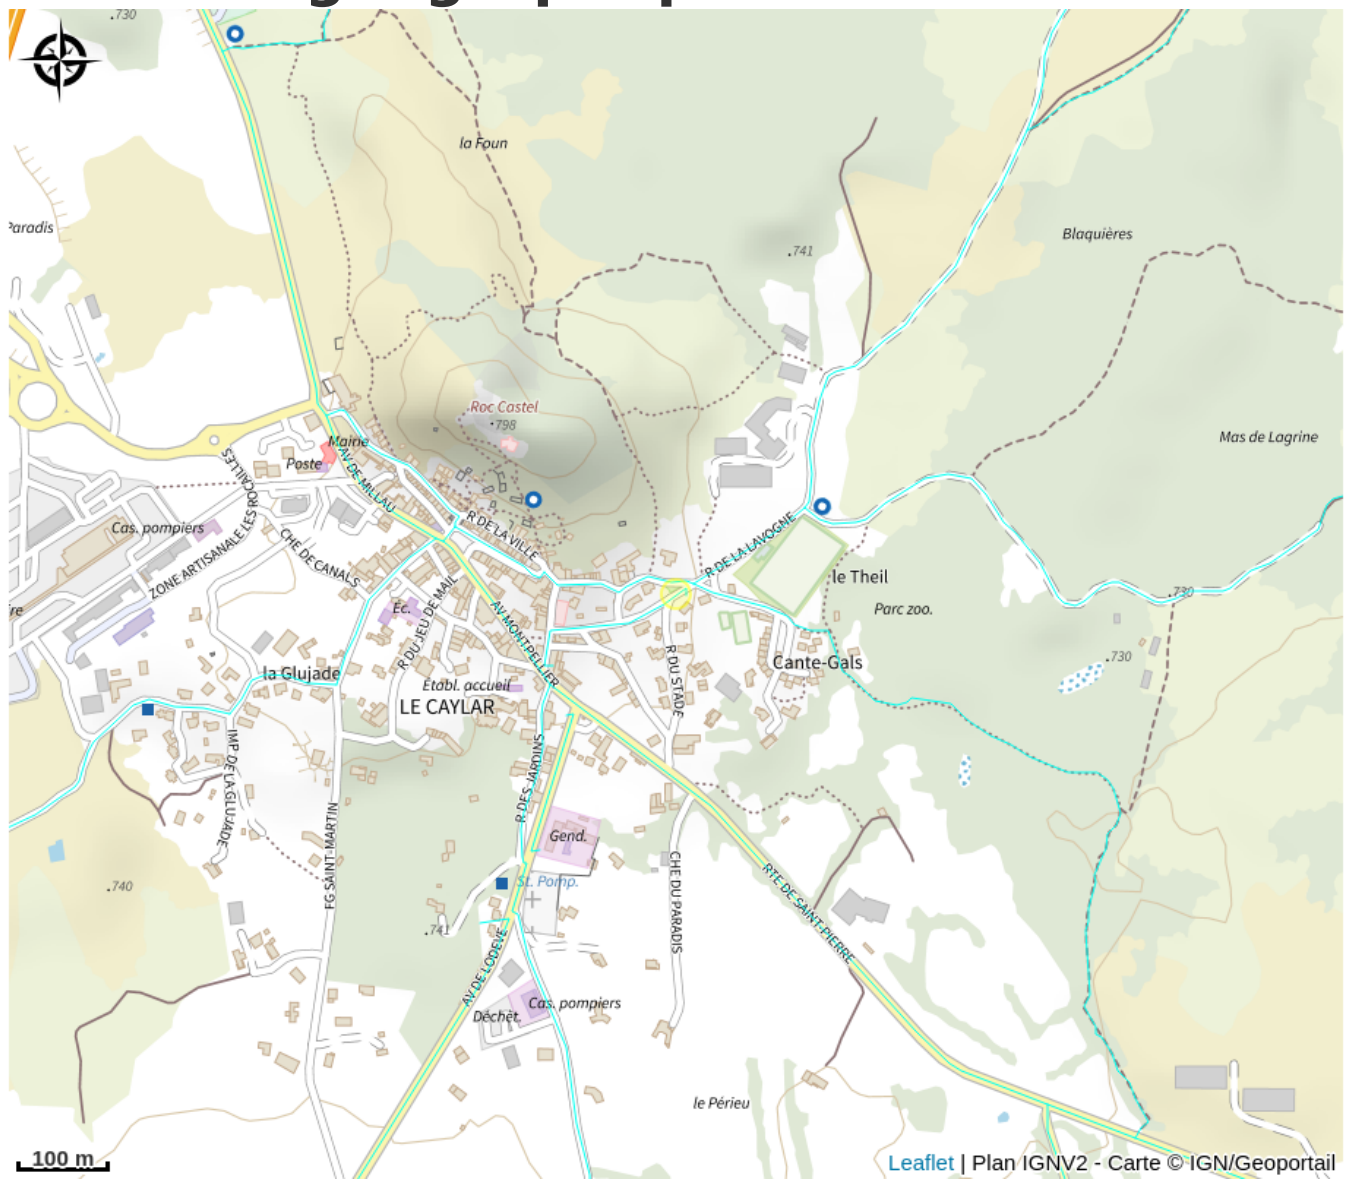 .730
la Foun
Paradis
Blaquières
.741
Roc Castel
.798
Mairie
Poste
AV DE MILLAU
Mas de Lagrine
ZONE ARTISANALE LES ROCAILLES
Cas. pompiers
R DE LA VILLE
R DE LA LAVOGNE
CHE DE CANALS
le Theil
Parc zoo.
.730
Éc.
R DU JEU DE MAIL
AV MONTPELLIER
R DU STADE
Cante-Gals
.730
la Glujade
Établ. accueil
LE CAYLAR
IMP DE LA GLUJADE
R DES JARDINS
FG SAINT-MARTIN
Gend.
CHE DU PARADIS
RTE DE SAINT-PIERRE
St. Pomp.
.740
.741
AV DE LODEVE
Cas. pompiers
Déchèt.
le Périeu
100 m
Leaflet | Plan IGNV2 - Carte © IGN/Geoportail